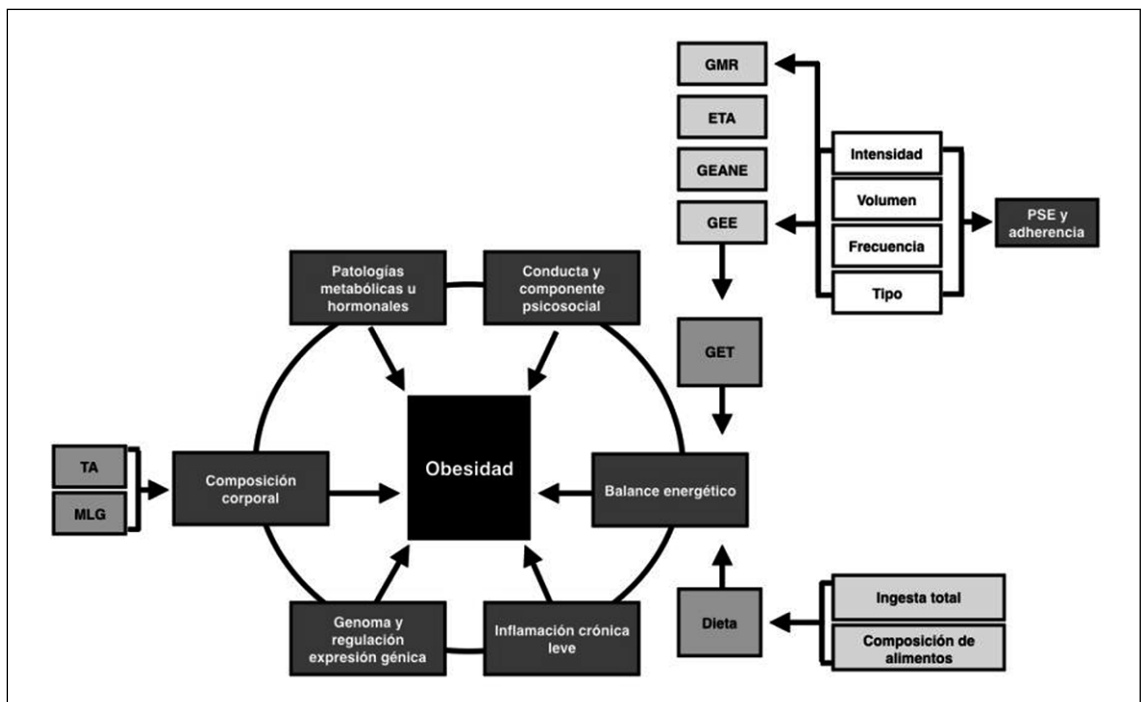 GMR
ETA
GEANE
GEE
Intensidad
Volumen
Frecuencia
Tipo
PSE y
adherencia
Patologías
metabólicas u
hormonales
Conducta y
componente
psicosocial
GET
TA
MLG
Composición
corporal
Obesidad
Balance energético
Genoma y
regulación
expresión génica
Inflamación crónica
leve
Dieta
Ingesta total
Composición de
alimentos